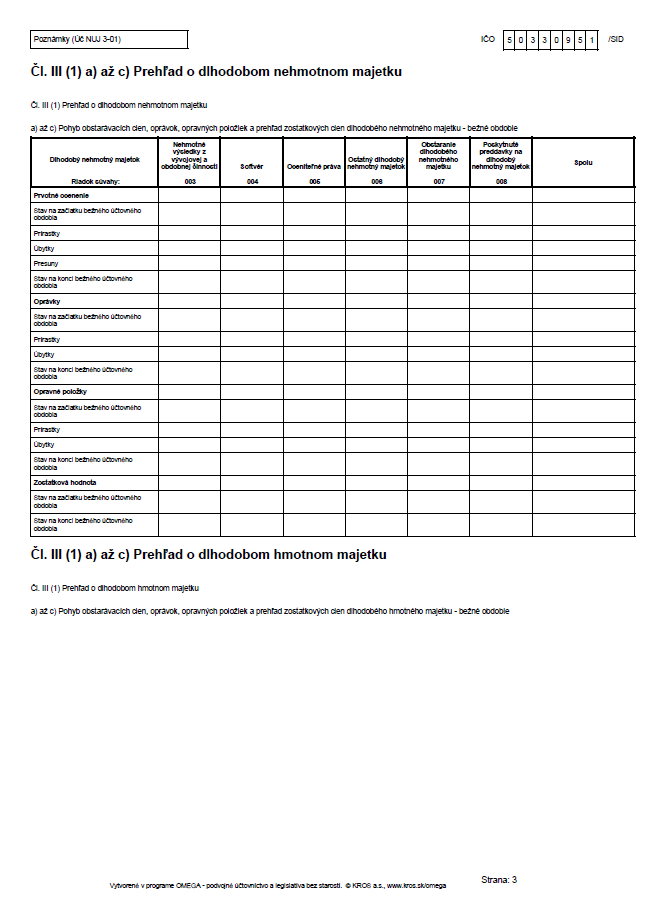 Poznámky (Úč NUJ 3-01)
IČO 5 0 3 3 0 9 5 1 /SID
Čl. III (1) a) až c) Prehľad o dlhodobom nehmotnom majetku
Čl. III (1) Prehľad o dlhodobom nehmotnom majetku
a) až c) Pohyb obstarávacích cien, oprávok, opravných položiek a prehľad zostatkových cien dlhodobého nehmotného majetku - bežné obdobie
Dlhodobý nehmotný majetok
Nehmotné
výsledky z
vývojovej a
obdobnej činnosti
Softvér
Oceniteľné práva
Ostatný dlhodobý
nehmotný majetok
Obstaranie
dlhodobého
nehmotného
majetku
Poskytnuté
preddavky na
dlhodobý
nehmotný majetok
Spolu
Riadok súvahy: 003 004 005 006 007 008
Prvotné ocenenie
Stav na začiatku bežného účtovného
obdobia
Prírastky
Úbytky
Presuny
Stav na konci bežného účtovného
obdobia
Oprávky
Stav na začiatku bežného účtovného
obdobia
Prírastky
Úbytky
Stav na konci bežného účtovného
obdobia
Opravné položky
Stav na začiatku bežného účtovného
obdobia
Prírastky
Úbytky
Stav na konci bežného účtovného
obdobia
Zostatková hodnota
Stav na začiatku bežného účtovného
obdobia
Stav na konci bežného účtovného
obdobia
Čl. III (1) a) až c) Prehľad o dlhodobom hmotnom majetku
Čl. III (1) Prehľad o dlhodobom hmotnom majetku
a) až c) Pohyb obstarávacích cien, oprávok, opravných položiek a prehľad zostatkových cien dlhodobého hmotného majetku - bežné obdobie
Strana: 3
Vytvorené v programe OMEGA - podvojné účtovníctvo a legislatíva bez starostí. © KROS a.s., www.kros.sk/omega